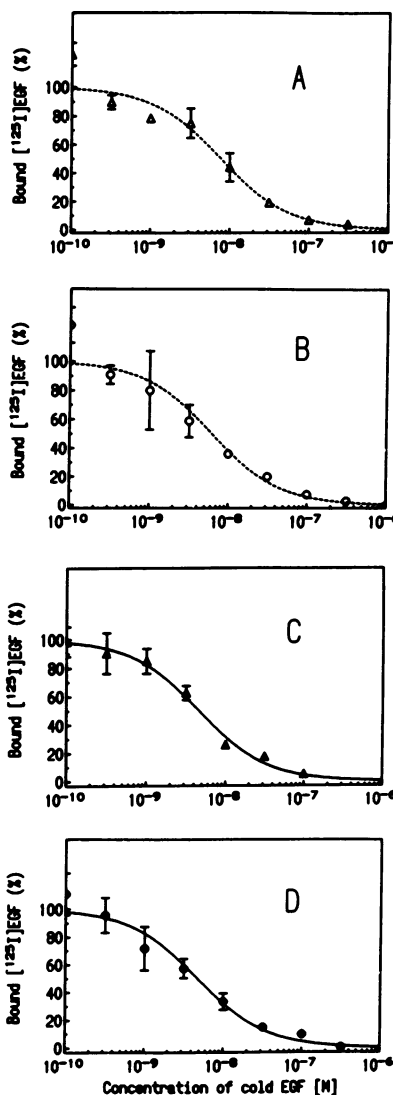 Bound [¹²⁵I]EGF (%)
A
100
80
60
40
20
0
10⁻¹⁰ 10⁻⁹ 10⁻⁸ 10⁻⁷ 10⁻⁶
Bound [¹²⁵I]EGF (%)
B
100
80
60
40
20
0
10⁻¹⁰ 10⁻⁹ 10⁻⁸ 10⁻⁷ 10⁻⁶
Bound [¹²⁵I]EGF (%)
C
100
80
60
40
20
0
10⁻¹⁰ 10⁻⁹ 10⁻⁸ 10⁻⁷ 10⁻⁶
Bound [¹²⁵I]EGF (%)
D
100
80
60
40
20
0
10⁻¹⁰ 10⁻⁹ 10⁻⁸ 10⁻⁷ 10⁻⁶
Concentration of cold EGF [M]